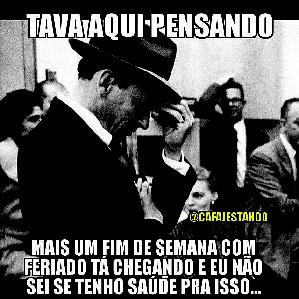 TAVA AQUI PENSANDO
@CAFAJESTANDO
MAIS UM FIM DE SEMANA COM
FERIADO TÁ CHEGANDO E EU NÃO
SEI SE TENHO SAÚDE PRA ISSO...